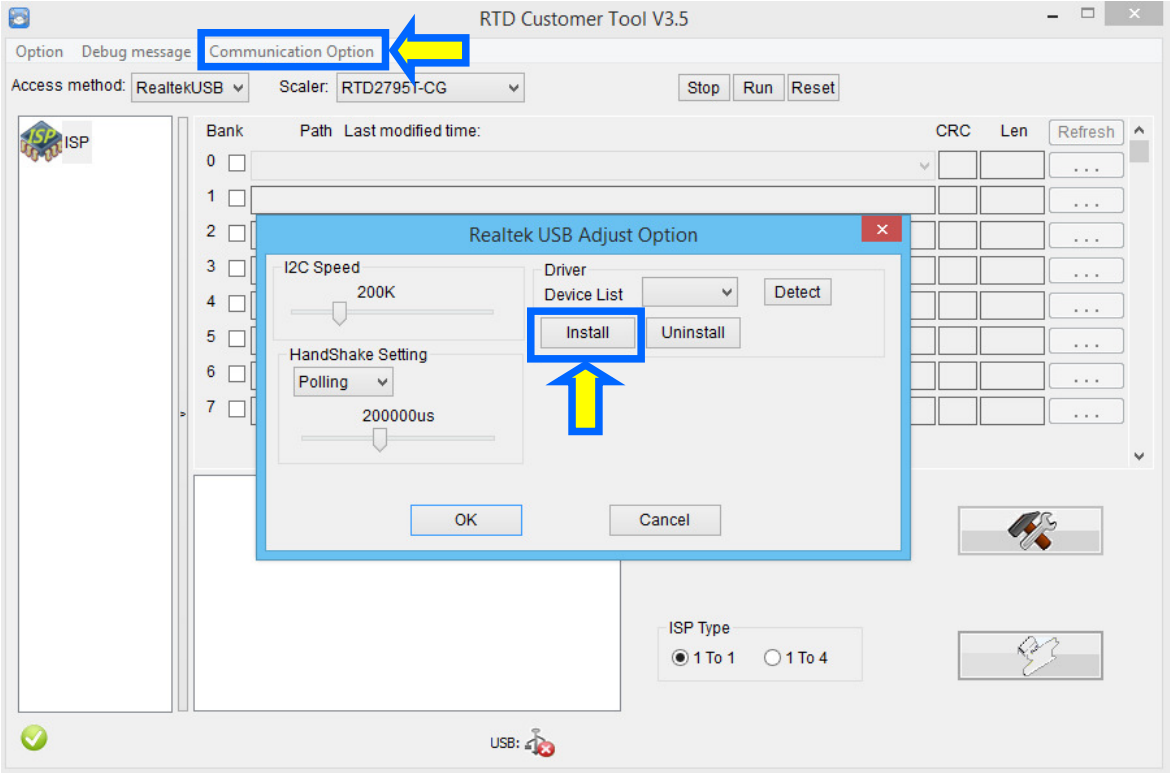 RTD Customer Tool V3.5
Option Debug message Communication Option
Access method: RealtekUSB Scaler: RTD2795T-CG Stop Run Reset
ISP
ISP
Bank Path Last modified time: CRC Len Refresh
0 ...
1 ...
2 ...
3 ...
4 ...
5 ...
6 ...
7 ...
Realtek USB Adjust Option
I2C Speed
200K
HandShake Setting
Polling
200000us
Driver
Device List Detect
Install Uninstall
OK Cancel
ISP Type
1 To 1 1 To 4
USB: